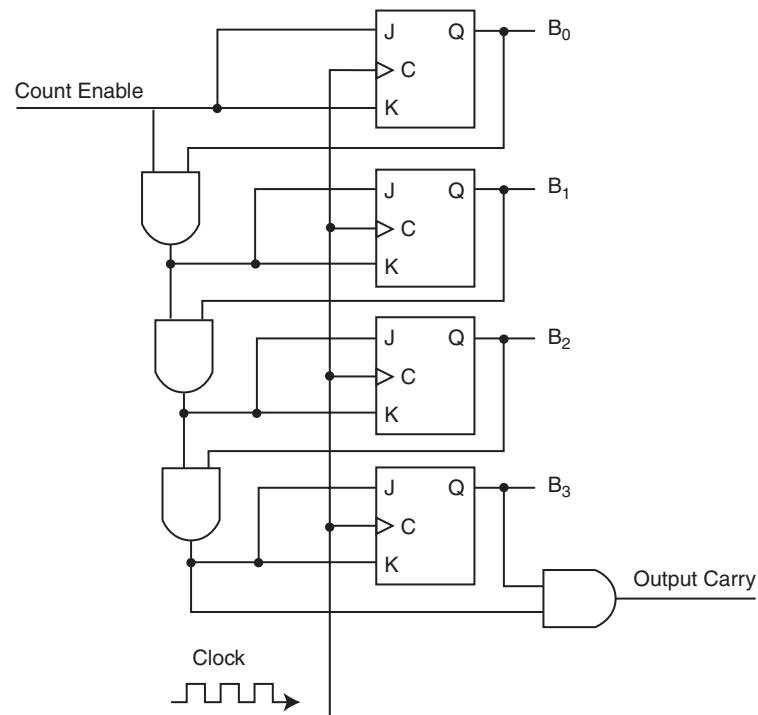 J Q B₀
C
Count Enable
K
J Q B₁
C
K
J Q B₂
C
K
J Q B₃
C
K
Output Carry
Clock